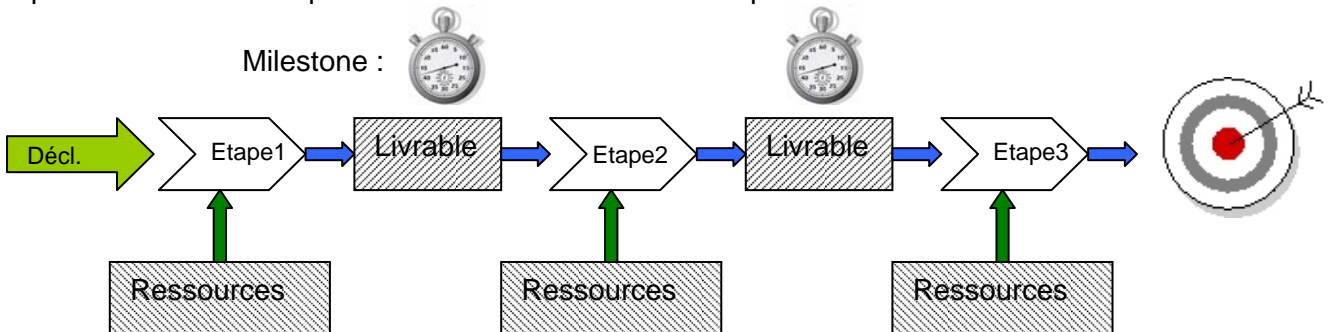 Milestone :
Décl.
Etape1
Livrable
Etape2
Livrable
Etape3
Ressources
Ressources
Ressources